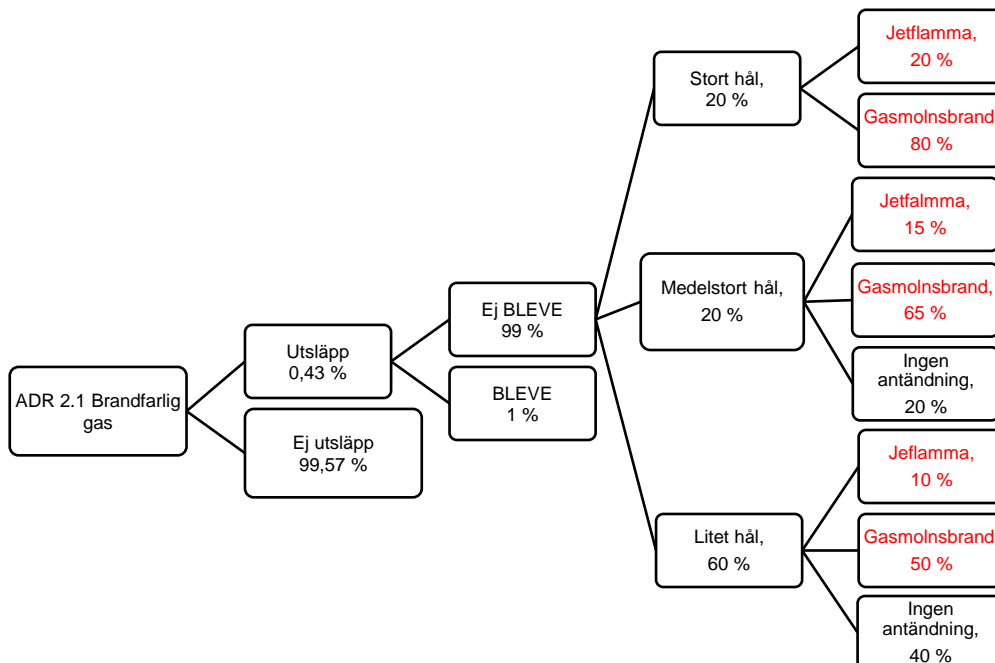 ADR 2.1 Brandfarlig
gas
Utsläpp
0,43 %
Ej utsläpp
99,57 %
Ej BLEVE
99 %
BLEVE
1 %
Stort hål,
20 %
Jetflamma,
20 %
Gasmolnsbrand
80 %
Medelstort hål,
20 %
Jetfalmma,
15 %
Gasmolnsbrand,
65 %
Ingen
antändning,
20 %
Litet hål,
60 %
Jeflamma,
10 %
Gasmolnsbrand
50 %
Ingen
antändning,
40 %